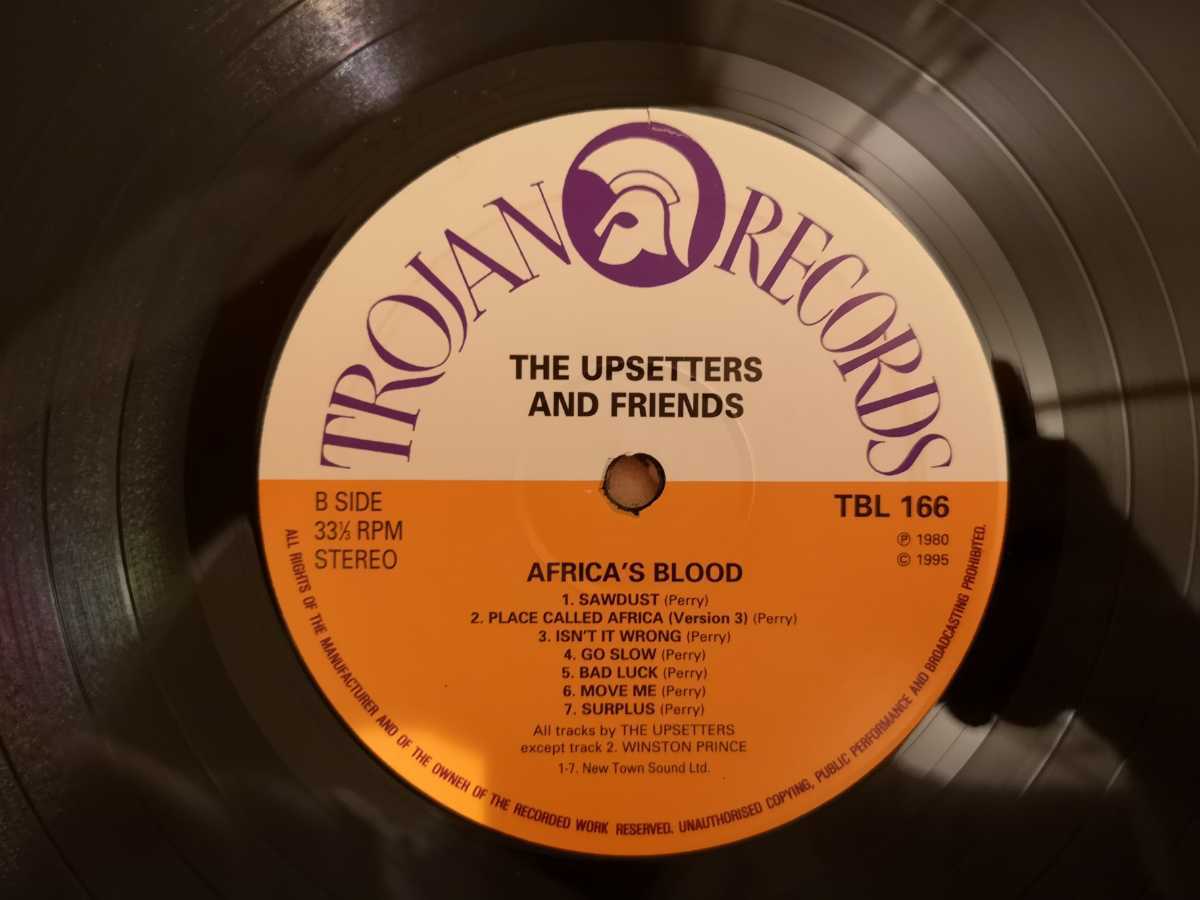 TROJAN RECORDS
THE UPSETTERS
AND FRIENDS
B SIDE
33⅓ RPM
STEREO
TBL 166
℗ 1980
© 1995
AFRICA'S BLOOD
1. SAWDUST (Perry)
2. PLACE CALLED AFRICA (Version 3) (Perry)
3. ISN'T IT WRONG (Perry)
4. GO SLOW (Perry)
5. BAD LUCK (Perry)
6. MOVE ME (Perry)
7. SURPLUS (Perry)
All tracks by THE UPSETTERS
except track 2. WINSTON PRINCE
1-7. New Town Sound Ltd.
ALL RIGHTS OF THE MANUFACTURER AND OF THE OWNER OF THE RECORDED WORK RESERVED. UNAUTHORISED COPYING, PUBLIC PERFORMANCE AND BROADCASTING PROHIBITED.